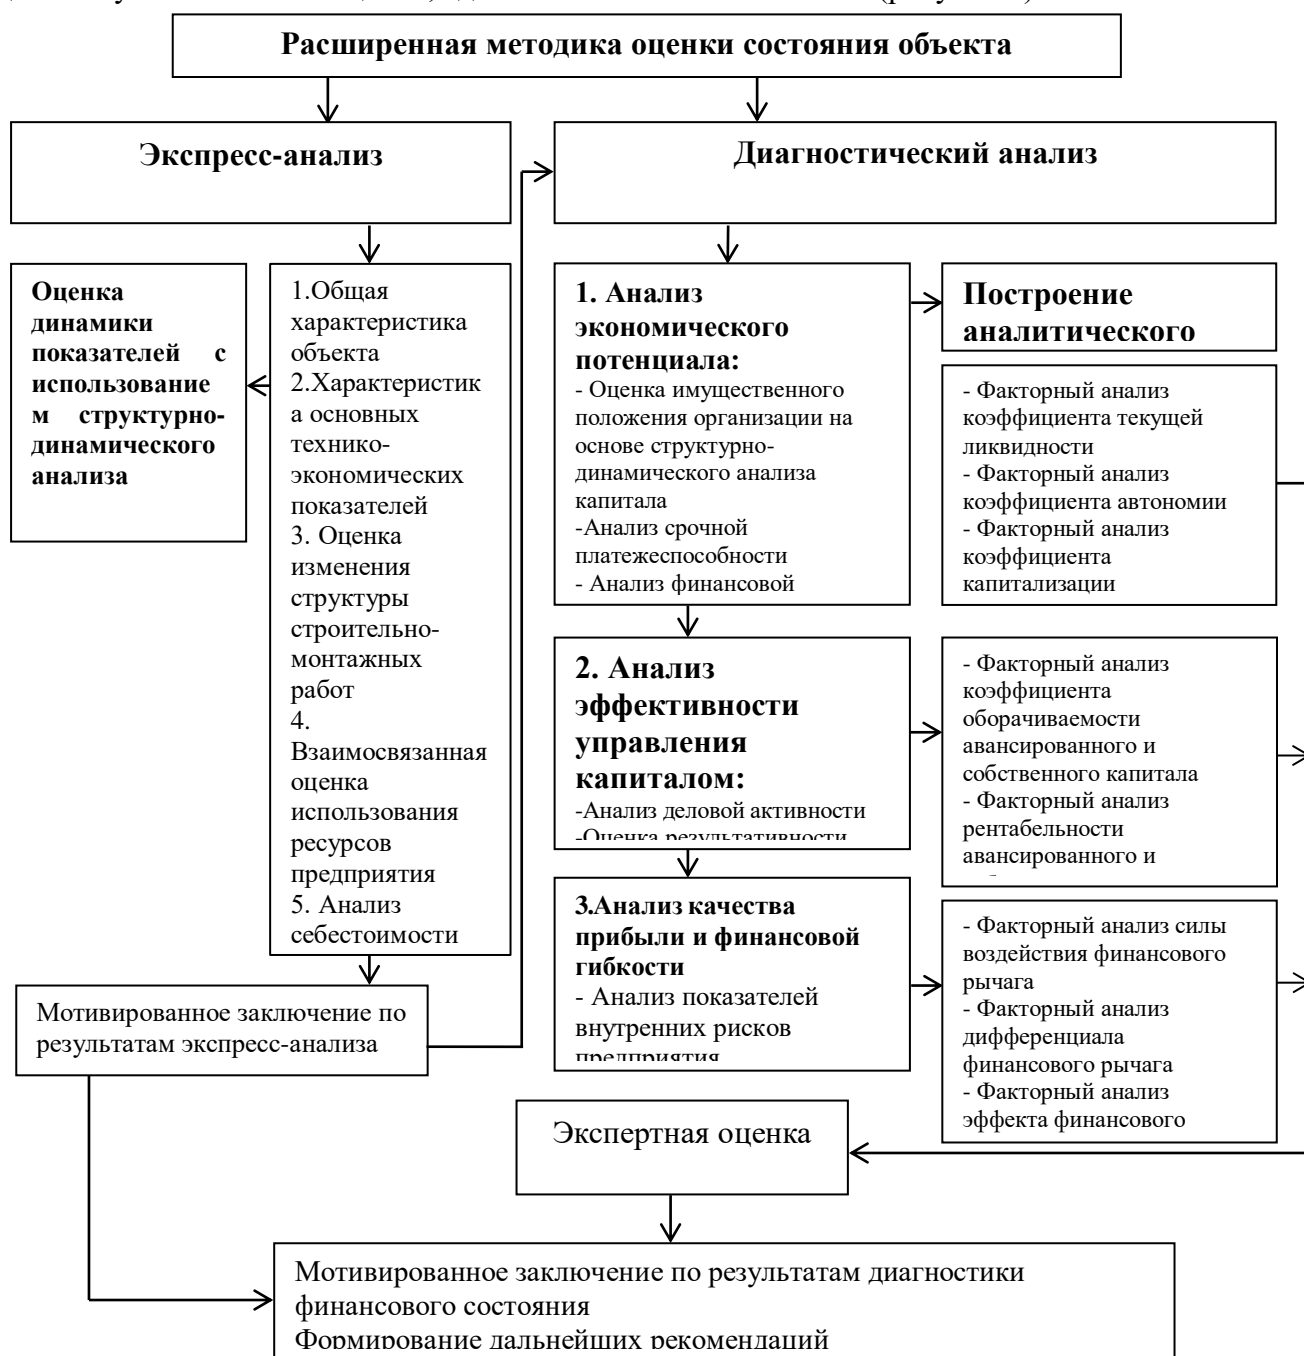 Расширенная методика оценки состояния объекта
Экспресс-анализ
Диагностический анализ
Оценка
динамики
показателей с
использование
м структурно-
динамического
анализа
1.Общая
характеристика
объекта
2.Характеристик
а основных
технико-
экономических
показателей
3. Оценка
изменения
структуры
строительно-
монтажных
работ
4.
Взаимосвязанная
оценка
использования
ресурсов
предприятия
5. Анализ
себестоимости
1. Анализ
экономического
потенциала:
- Оценка имущественного
положения организации на
основе структурно-
динамического анализа
капитала
-Анализ срочной
платежеспособности
- Анализ финансовой
Построение
аналитического
- Факторный анализ
коэффициента текущей
ликвидности
- Факторный анализ
коэффициента автономии
- Факторный анализ
коэффициента
капитализации
2. Анализ
эффективности
управления
капиталом:
-Анализ деловой активности
-Оценка результативности
- Факторный анализ
коэффициента
оборачиваемости
авансированного и
собственного капитала
- Факторный анализ
рентабельности
авансированного и
3.Анализ качества
прибыли и финансовой
гибкости
- Анализ показателей
внутренних рисков
предприятия
- Факторный анализ силы
воздействия финансового
рычага
- Факторный анализ
дифференциала
финансового рычага
- Факторный анализ
эффекта финансового
Мотивированное заключение по
результатам экспресс-анализа
Экспертная оценка
Мотивированное заключение по результатам диагностики
финансового состояния
Формирование дальнейших рекомендаций